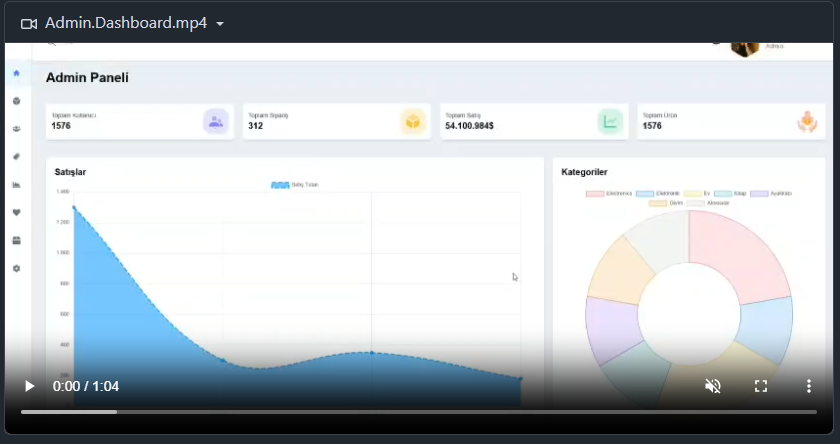 Admin.Dashboard.mp4
Admin
Admin Paneli
Toplam Kullanıcı
1576
Toplam Sipariş
312
Toplam Satış
54.100.984$
Toplam Ürün
1576
Satışlar
Satış Tutarı
1.400
1.200
1.000
800
600
400
200
Kategoriler
Electronics
Elektronik
Ev
Kitap
Ayakkabı
Giyim
Aksesuar
0:00 / 1:04